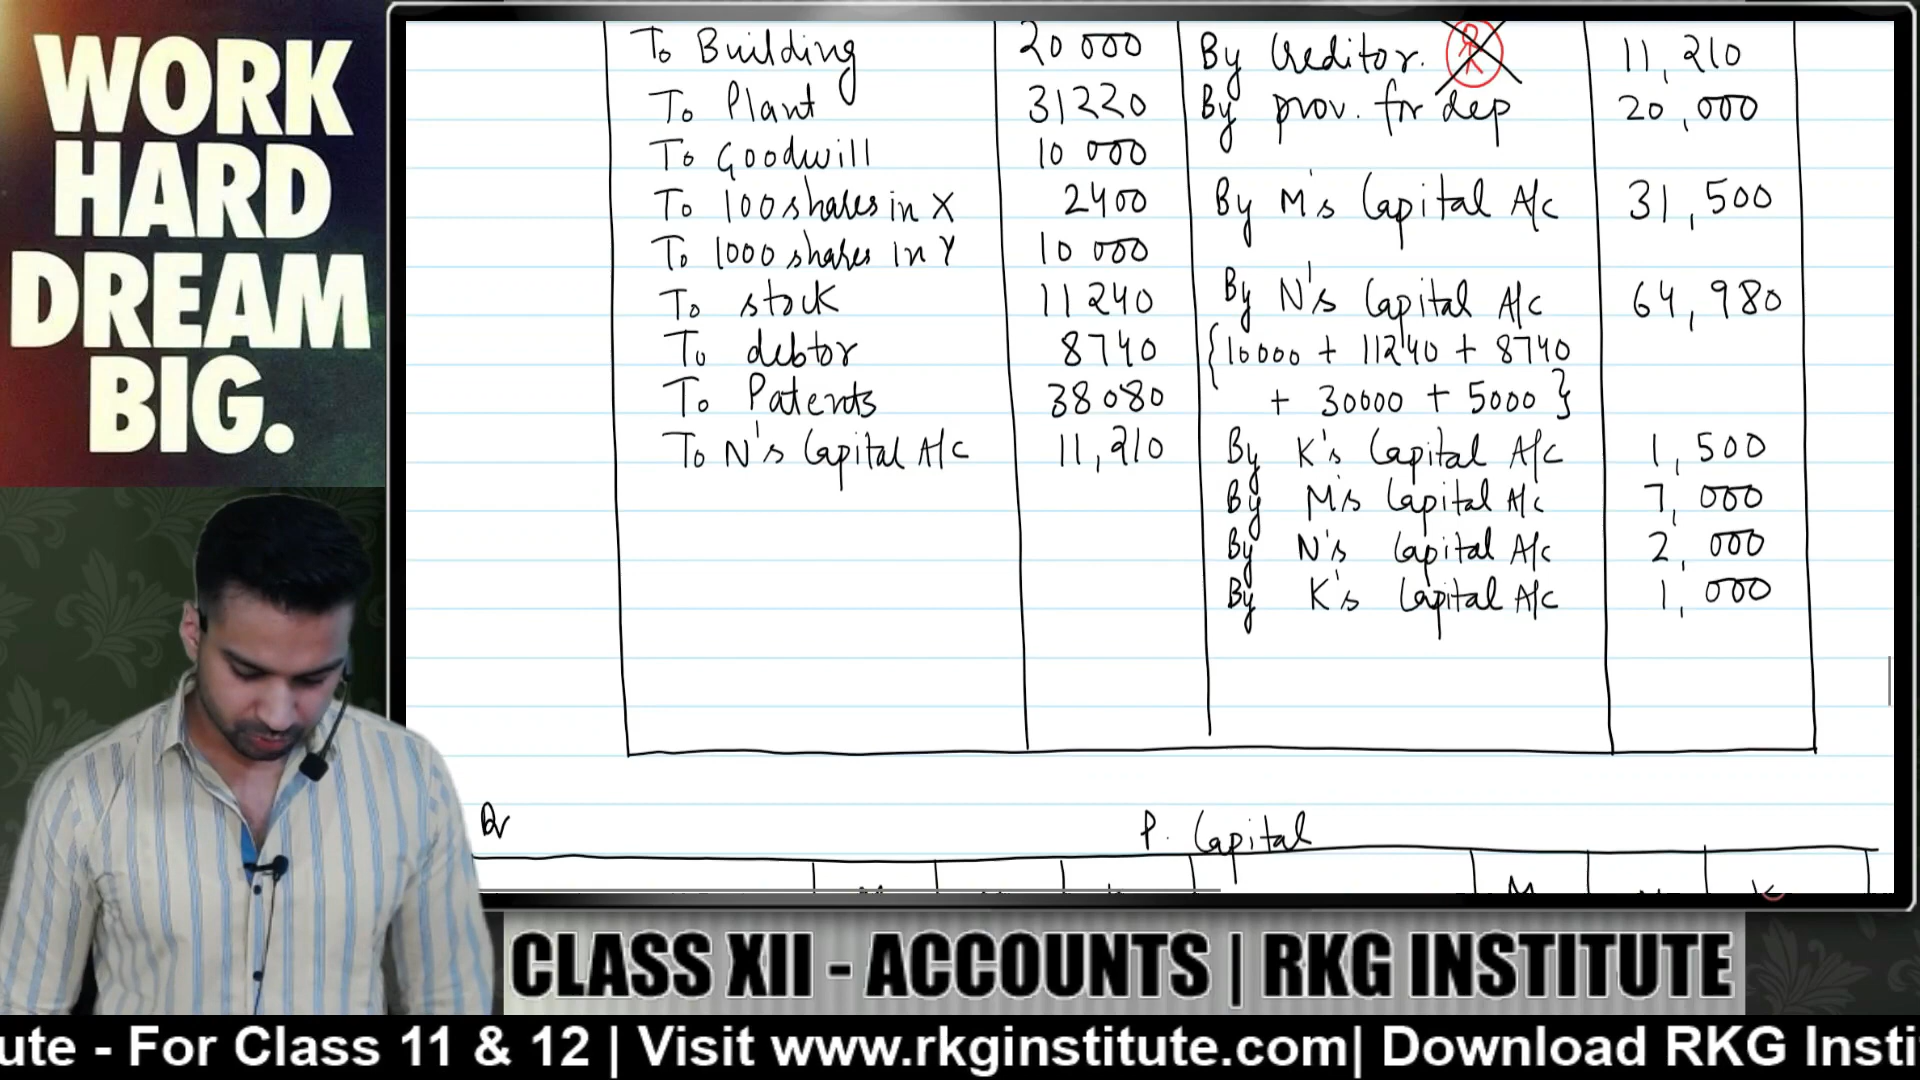 WORK
HARD
DREAM
BIG.
To Building 20 000 By Creditor. 11,210
To Plant 31220 By prov. for dep 20,000
To Goodwill 10 000
To 100 shares in X 2400 By M's Capital A/c 31,500
To 1000 shares in Y 10 000
To stock 11240 By N's Capital A/c 64,980
To debtor 8740 {10000 + 11240 + 8740
To Patents 38080 + 30000 + 5000}
To N's Capital A/c 11,210 By K's Capital A/c 1,500
By M's Capital A/c 7,000
By N's Capital A/c 2,000
By K's Capital A/c 1,000
Dr P. Capital
M K
CLASS XII - ACCOUNTS | RKG INSTITUTE
ute - For Class 11 & 12 | Visit www.rkginstitute.com| Download RKG Insti